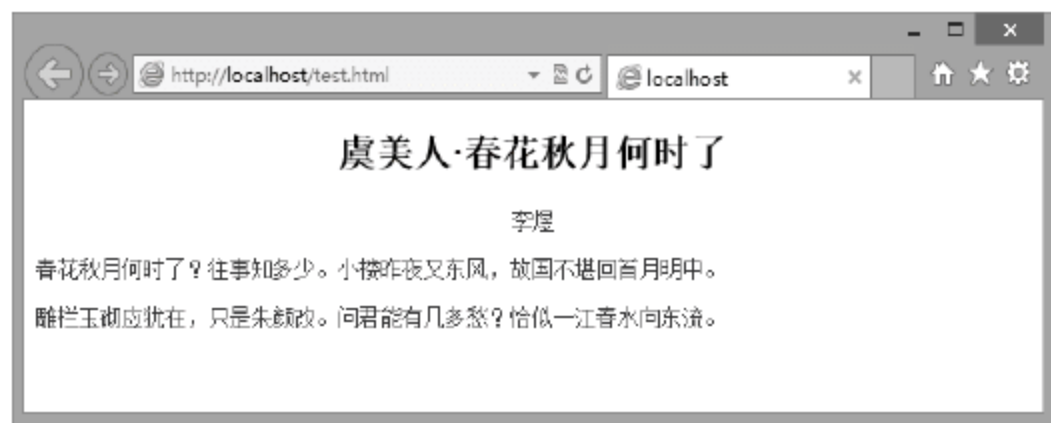 http://localhost/test.html
localhost
虞美人·春花秋月何时了
李煜
春花秋月何时了？往事知多少。小楼昨夜又东风，故国不堪回首月明中。
雕栏玉砌应犹在，只是朱颜改。问君能有几多愁？恰似一江春水向东流。